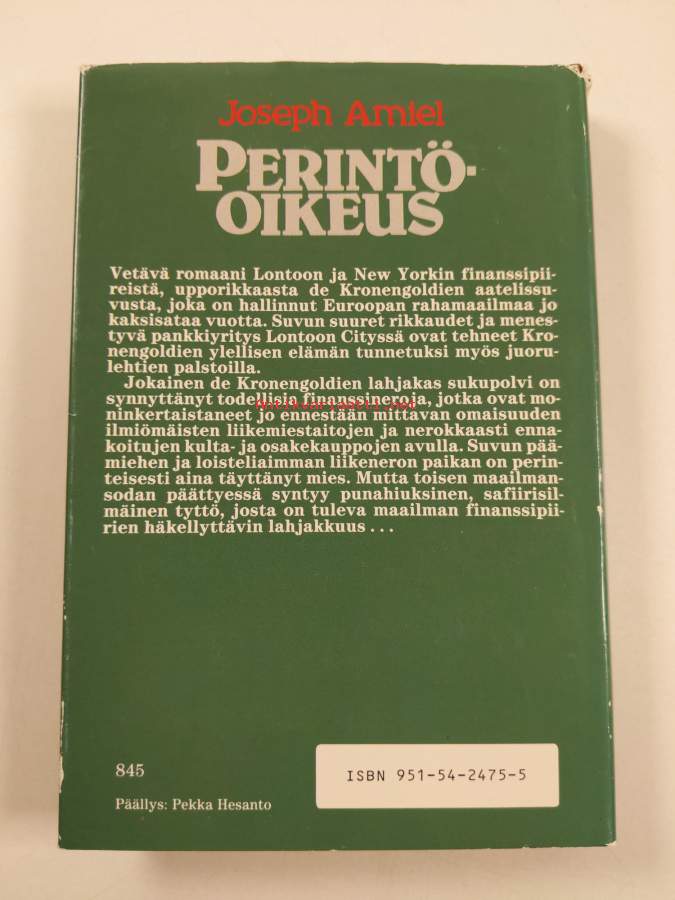 Joseph Amiel
PERINTÖ-
OIKEUS
Vetävä romaani Lontoon ja New Yorkin finanssipii-
reistä, upporikkaasta de Kronengoldien aatelissu-
vusta, joka on hallinnut Euroopan rahamaailmaa jo
kaksisataa vuotta. Suvun suuret rikkaudet ja menes-
tyvä pankkiyritys Lontoon Cityssä ovat tehneet Kro-
nengoldien ylellisen elämän tunnetuksi myös juoru-
lehtien palstoilla.
Jokainen de Kronengoldien lahjakas sukupolvi on
synnyttänyt todellisia finanssineroja, jotka ovat mo-
ninkertaistaneet jo ennestään mittavan omaisuuden
ilmiömäisten liikemiestaitojen ja nerokkaasti enna-
koitujen kulta- ja osakekauppojen avulla. Suvun pää-
miehen ja loisteliaimman liikeneron paikan on perin-
teisesti aina täyttänyt mies. Mutta toisen maailman-
sodan päättyessä syntyy punahiuksinen, safiirisil-
mäinen tyttö, josta on tuleva maailman finanssipii-
rien häkellyttävin lahjakkuus . . .
845
ISBN 951-54-2475-5
Päällys: Pekka Hesanto